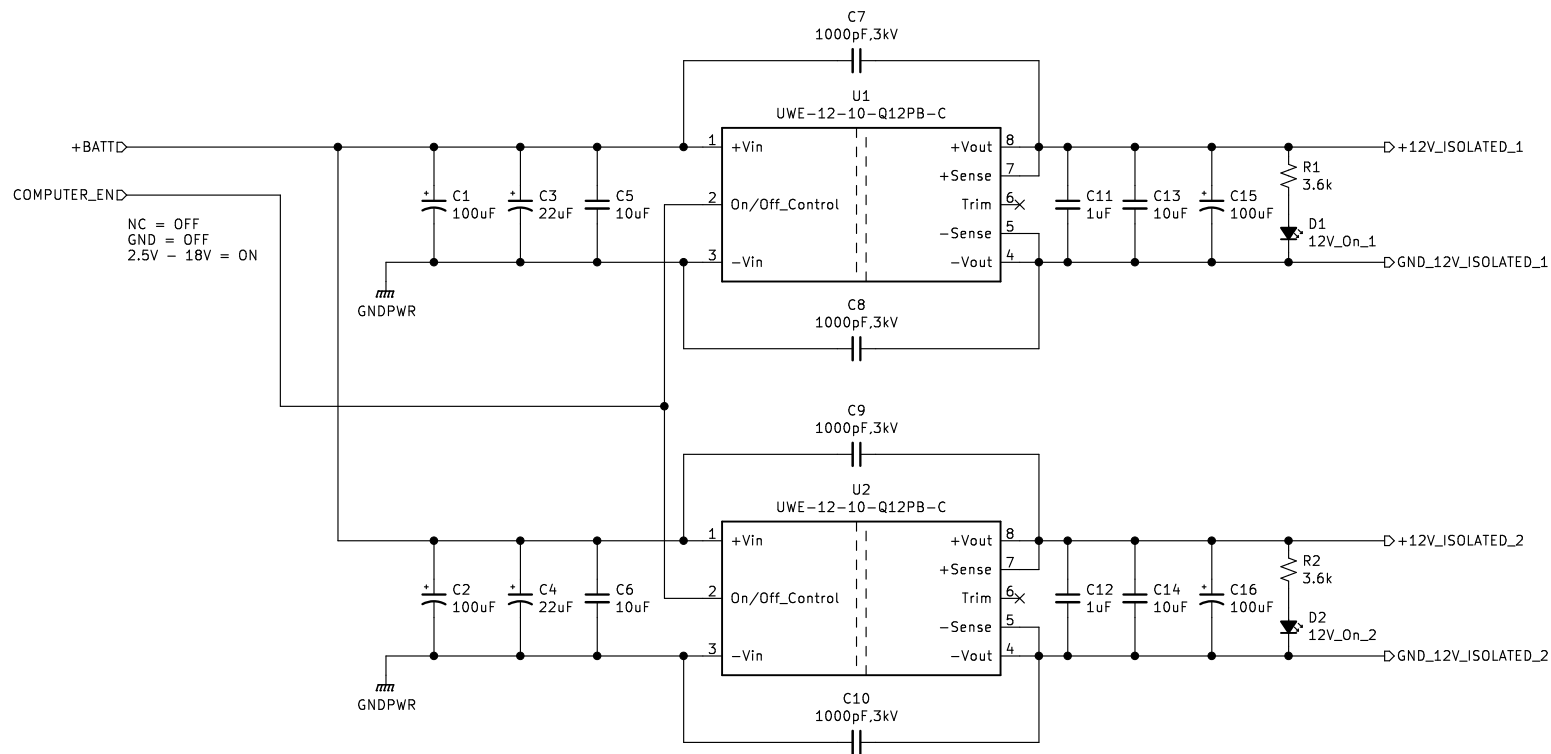 C7
1000pF,3kV
U1
UWE-12-10-Q12PB-C
+BATT
1
+Vin
+Vout
8
+12V_ISOLATED_1
+Sense
7
R1
3.6k
COMPUTER_EN
C1
100uF
C3
22uF
C5
10uF
2
On/Off_Control
Trim
6
C11
1uF
C13
10uF
C15
100uF
NC = OFF
GND = OFF
2.5V – 18V = ON
−Sense
5
D1
12V_On_1
3
−Vin
−Vout
4
GND_12V_ISOLATED_1
GNDPWR
C8
1000pF,3kV
C9
1000pF,3kV
U2
UWE-12-10-Q12PB-C
1
+Vin
+Vout
8
+12V_ISOLATED_2
+Sense
7
R2
3.6k
C2
100uF
C4
22uF
C6
10uF
2
On/Off_Control
Trim
6
C12
1uF
C14
10uF
C16
100uF
−Sense
5
D2
12V_On_2
3
−Vin
−Vout
4
GND_12V_ISOLATED_2
GNDPWR
C10
1000pF,3kV